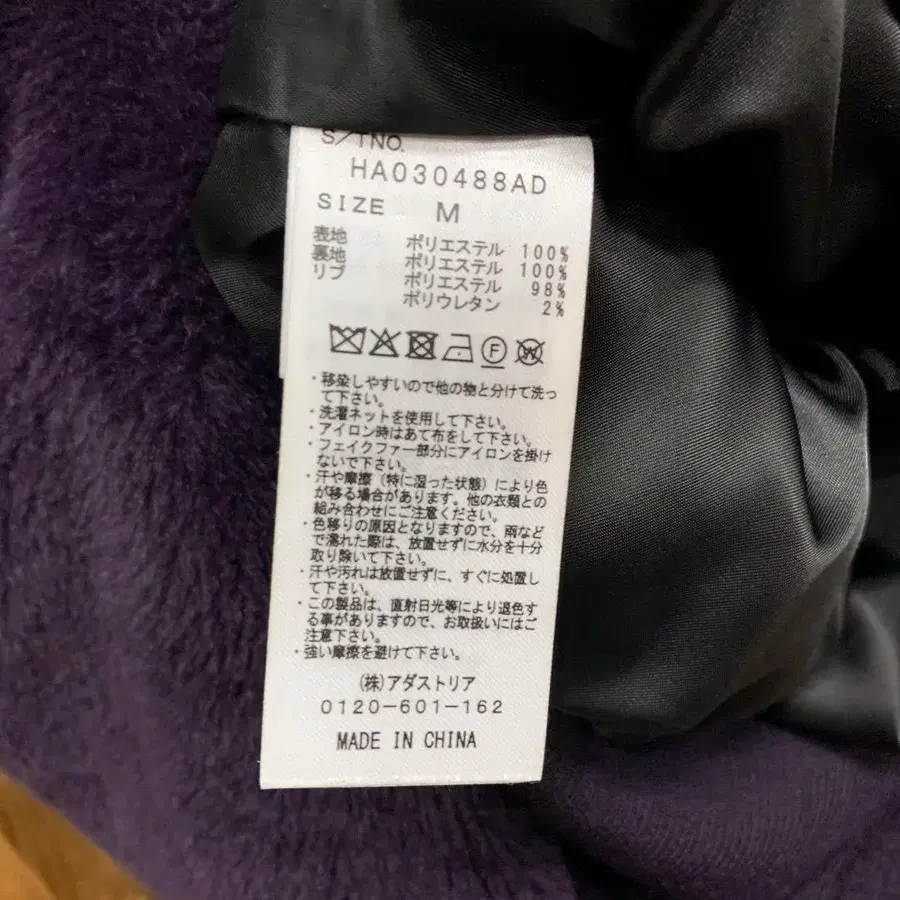 S/TNO.
HA030488AD
SIZE M
表地 ポリエステル 100%
裏地 ポリエステル 100%
リブ ポリエステル 98%
ポリウレタン 2%
F W
・移染しやすいので他の物と分けて洗っ
て下さい。
・洗濯ネットを使用して下さい。
・アイロン時はあて布をして下さい。
・フェイクファー部分にアイロンを掛け
ないで下さい。
・汗や摩擦（特に湿った状態）により色
が移る場合があります。他の衣類との
組み合わせにご注意ください。
・色移りの原因となりますので、雨など
で濡れた際は、放置せずに水分を十分
取り除いて下さい。
・汗や汚れは放置せずに、すぐに処置し
て下さい。
・この製品は、直射日光等により退色す
る事がありますので、お取扱いにはご
注意下さい。
・強い摩擦を避けて下さい。
(株)アダストリア
0120-601-162
MADE IN CHINA